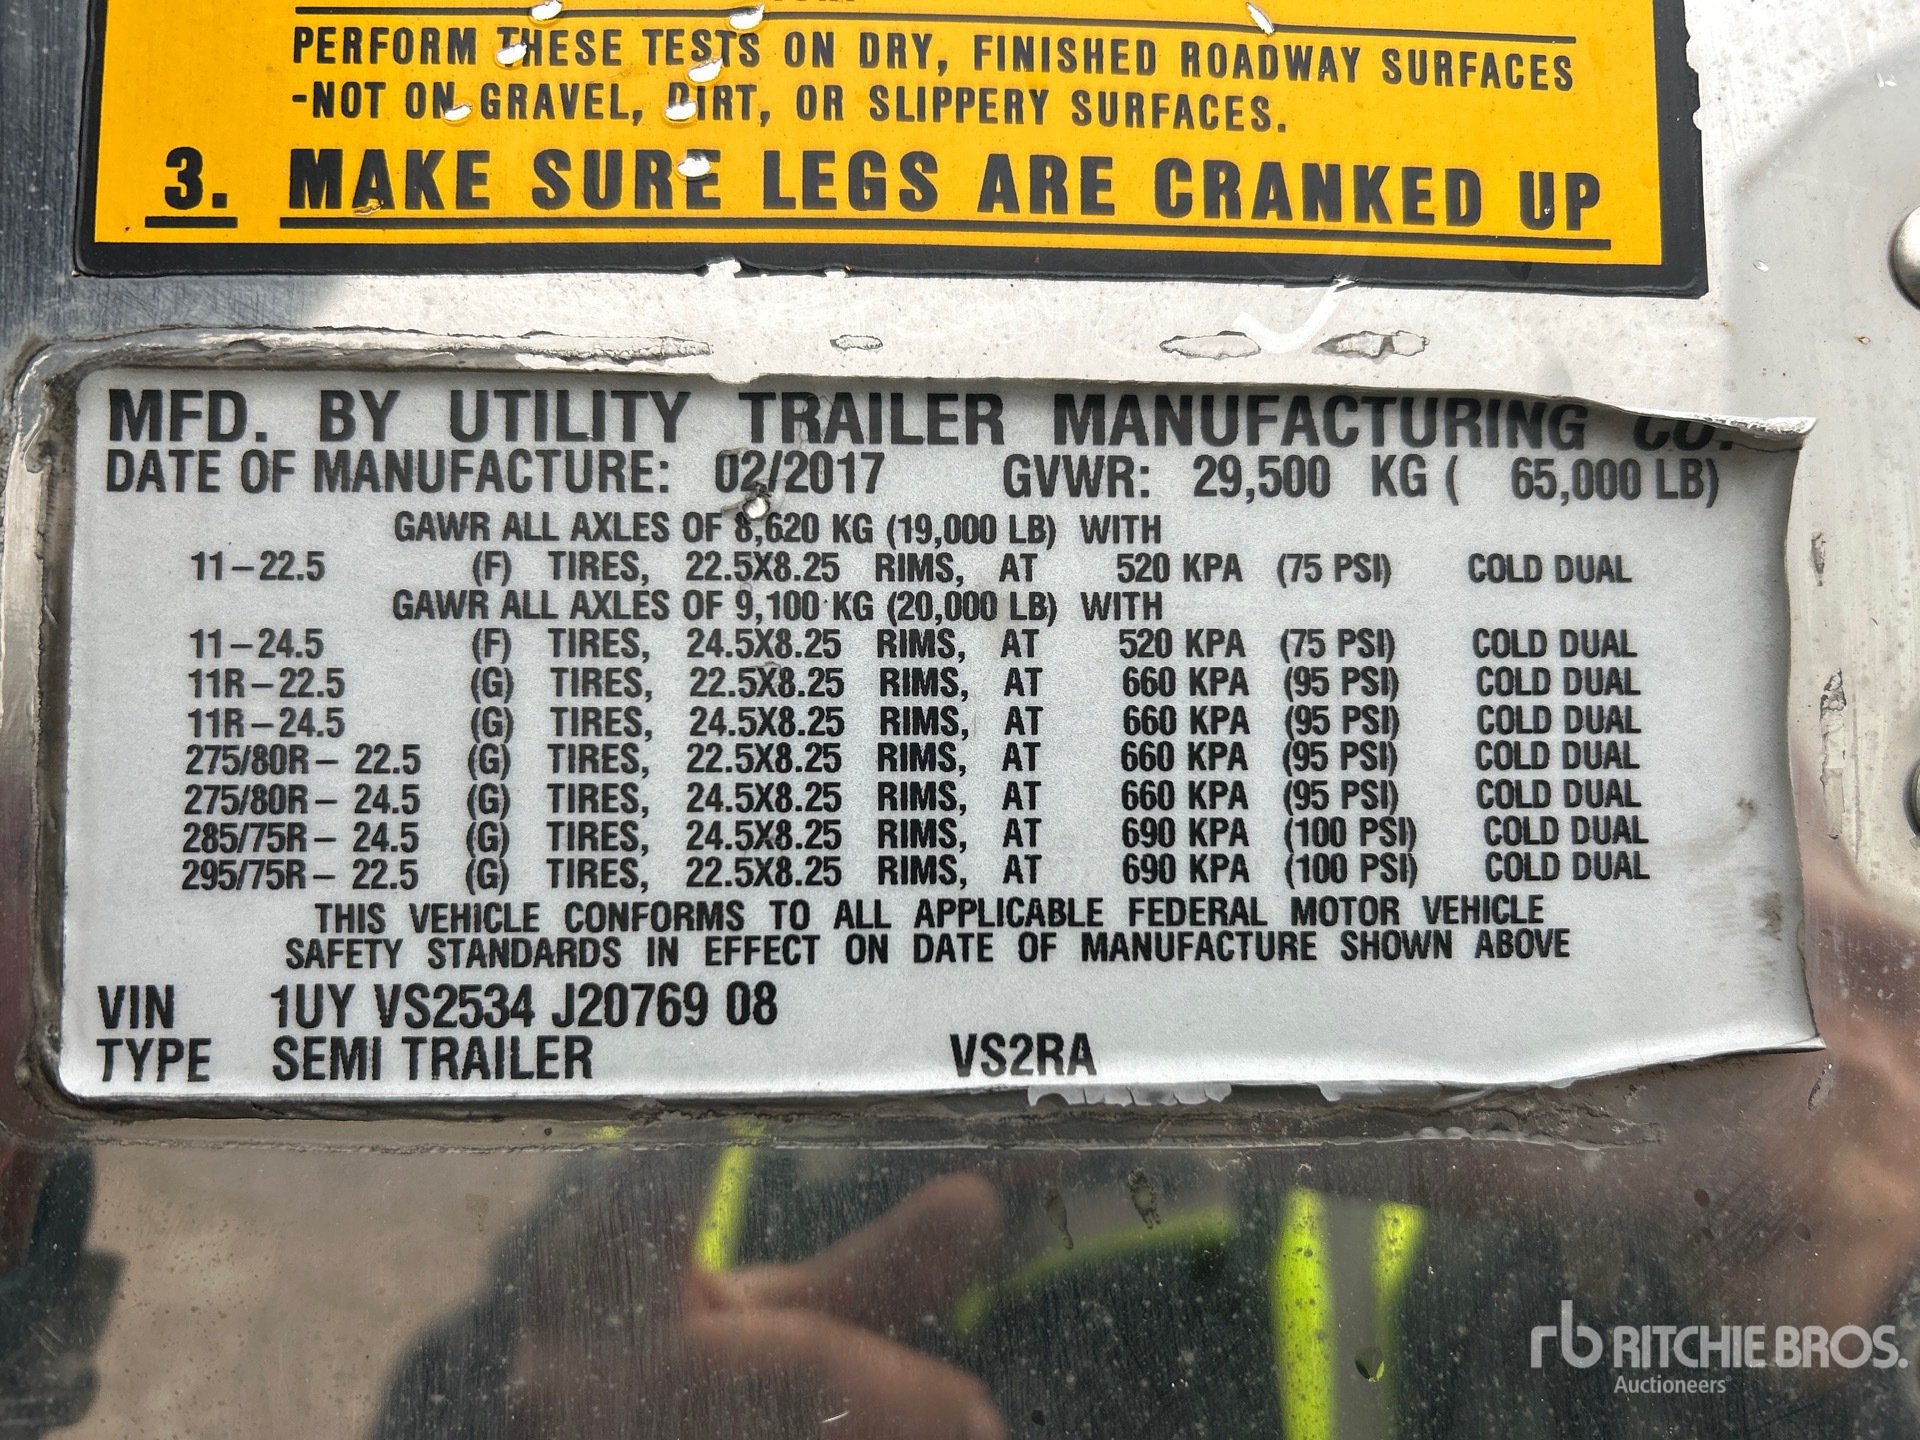 PERFORM THESE TESTS ON DRY, FINISHED ROADWAY SURFACES
-NOT ON GRAVEL, DIRT, OR SLIPPERY SURFACES.
3. MAKE SURE LEGS ARE CRANKED UP
MFD. BY UTILITY TRAILER MANUFACTURING CO.
DATE OF MANUFACTURE: 02/2017 GVWR: 29,500 KG ( 65,000 LB)
GAWR ALL AXLES OF 8,620 KG (19,000 LB) WITH
11-22.5 (F) TIRES, 22.5X8.25 RIMS, AT 520 KPA (75 PSI) COLD DUAL
GAWR ALL AXLES OF 9,100 KG (20,000 LB) WITH
11-24.5 (F) TIRES, 24.5X8.25 RIMS, AT 520 KPA (75 PSI) COLD DUAL
11R-22.5 (G) TIRES, 22.5X8.25 RIMS, AT 660 KPA (95 PSI) COLD DUAL
11R-24.5 (G) TIRES, 24.5X8.25 RIMS, AT 660 KPA (95 PSI) COLD DUAL
275/80R- 22.5 (G) TIRES, 22.5X8.25 RIMS, AT 660 KPA (95 PSI) COLD DUAL
275/80R- 24.5 (G) TIRES, 24.5X8.25 RIMS, AT 660 KPA (95 PSI) COLD DUAL
285/75R- 24.5 (G) TIRES, 24.5X8.25 RIMS, AT 690 KPA (100 PSI) COLD DUAL
295/75R- 22.5 (G) TIRES, 22.5X8.25 RIMS, AT 690 KPA (100 PSI) COLD DUAL
THIS VEHICLE CONFORMS TO ALL APPLICABLE FEDERAL MOTOR VEHICLE
SAFETY STANDARDS IN EFFECT ON DATE OF MANUFACTURE SHOWN ABOVE
VIN 1UY VS2534 J20769 08
TYPE SEMI TRAILER VS2RA
rb RITCHIE BROS.
Auctioneers